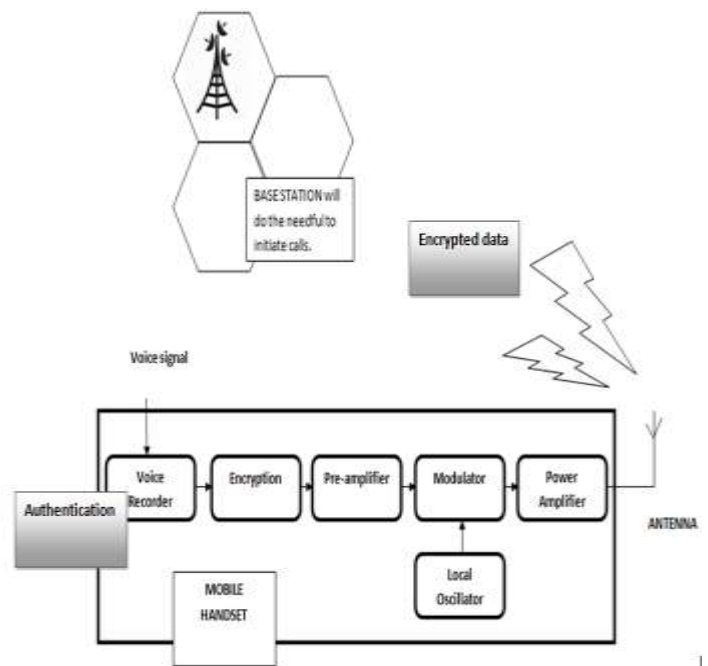 BASE STATION will
do the needful to
initiate calls.
Encrypted data
Voice signal
Voice
Recorder
Encryption
Pre-amplifier
Modulator
Power
Amplifier
Authentication
ANTENNA
Local
Oscillator
MOBILE
HANDSET